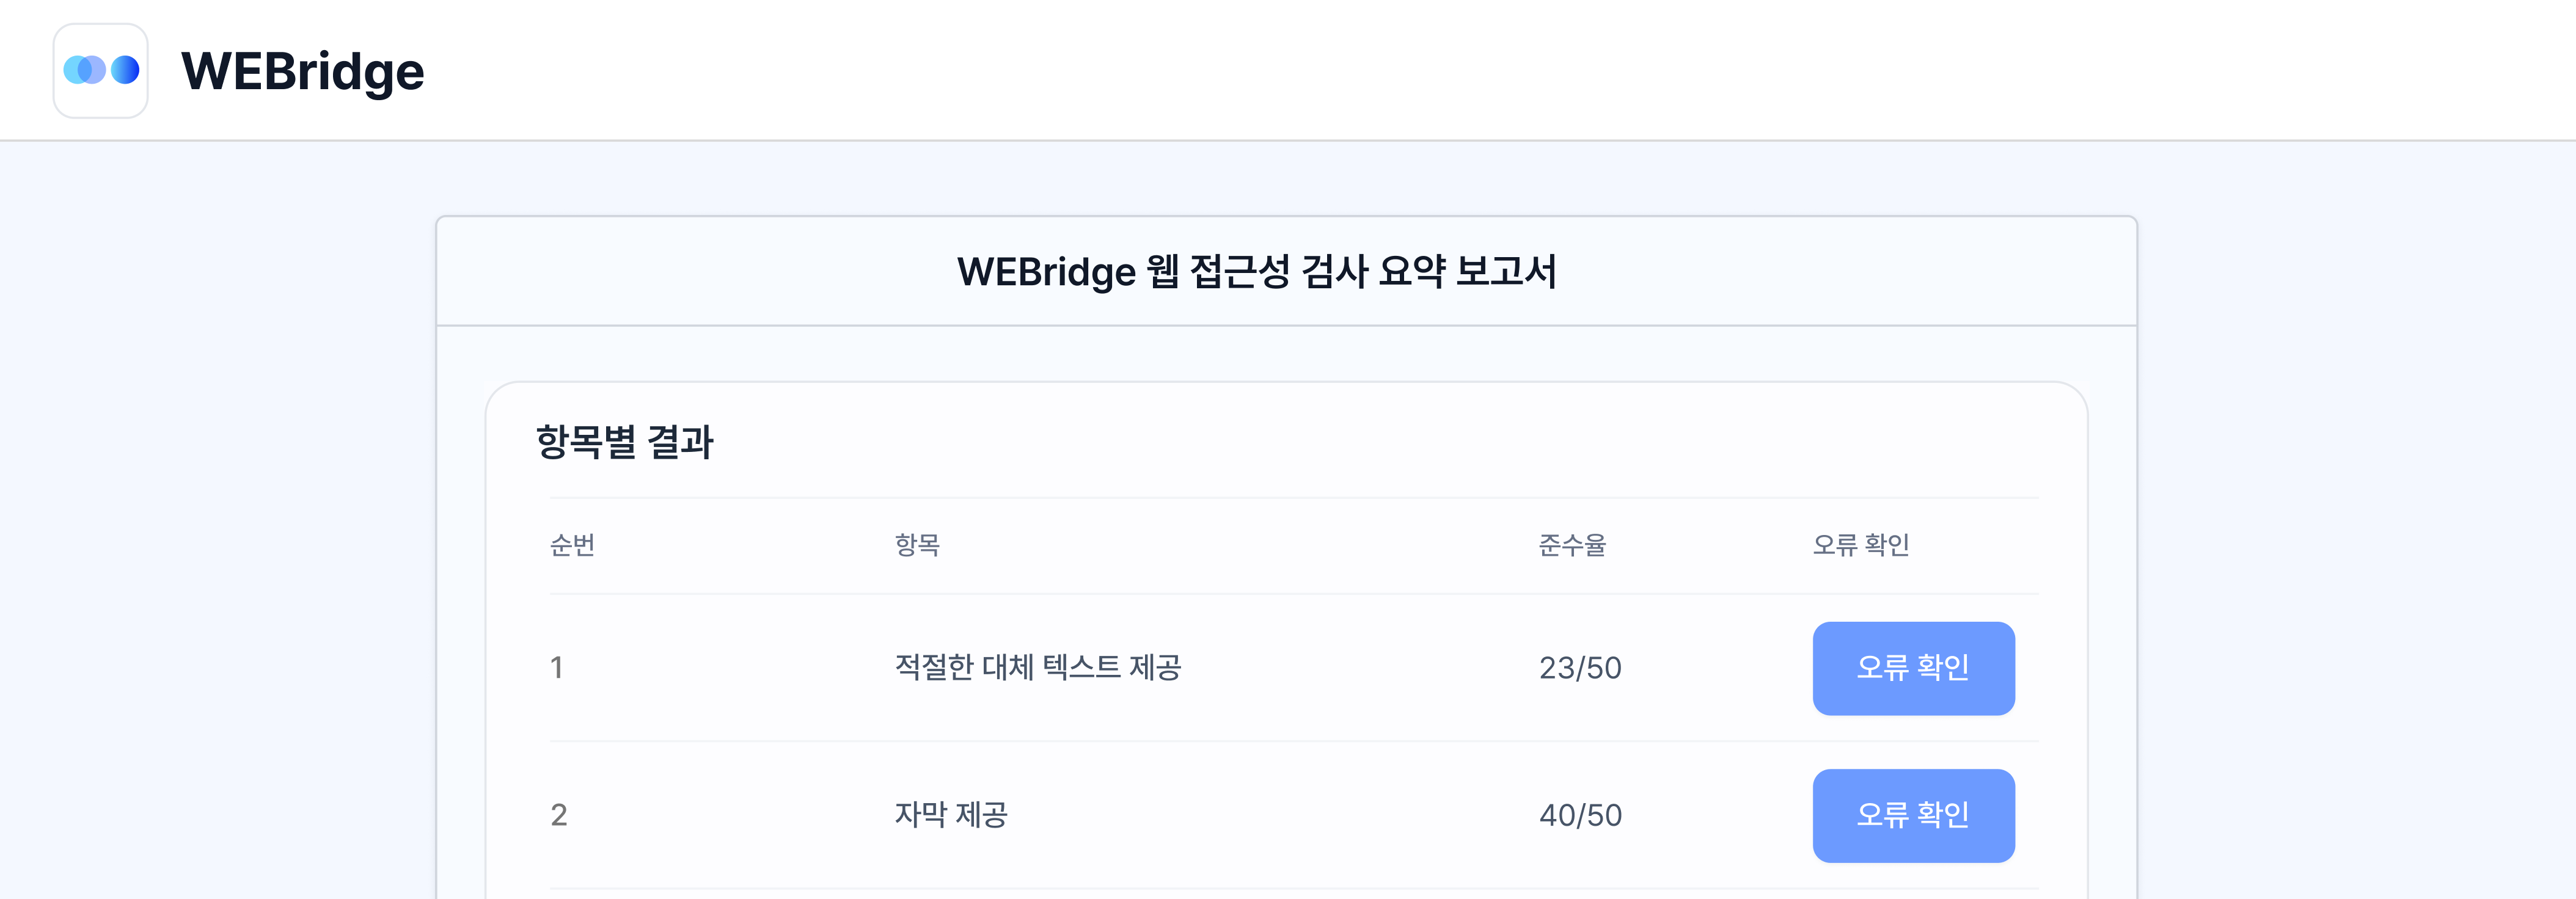 WEBridge
WEBridge 웹 접근성 검사 요약 보고서
항목별 결과
순번 항목 준수율 오류 확인
1 적절한 대체 텍스트 제공 23/50 오류 확인
2 자막 제공 40/50 오류 확인